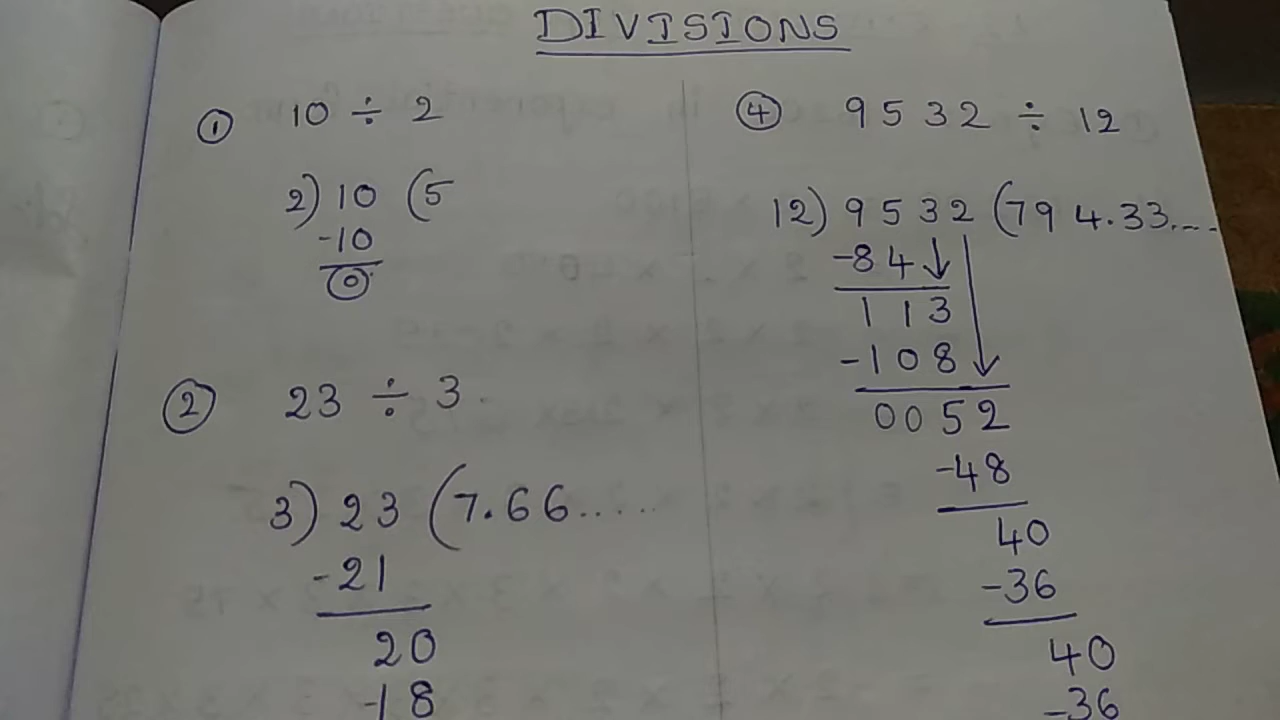 DIVISIONS
① 10 ÷ 2
2) 10 (5
-10
0
② 23 ÷ 3
3) 23 (7.66.....
-21
20
-18
④ 9532 ÷ 12
12) 9532 (794.33....
-84
113
-108
0052
-48
40
-36
40
-36